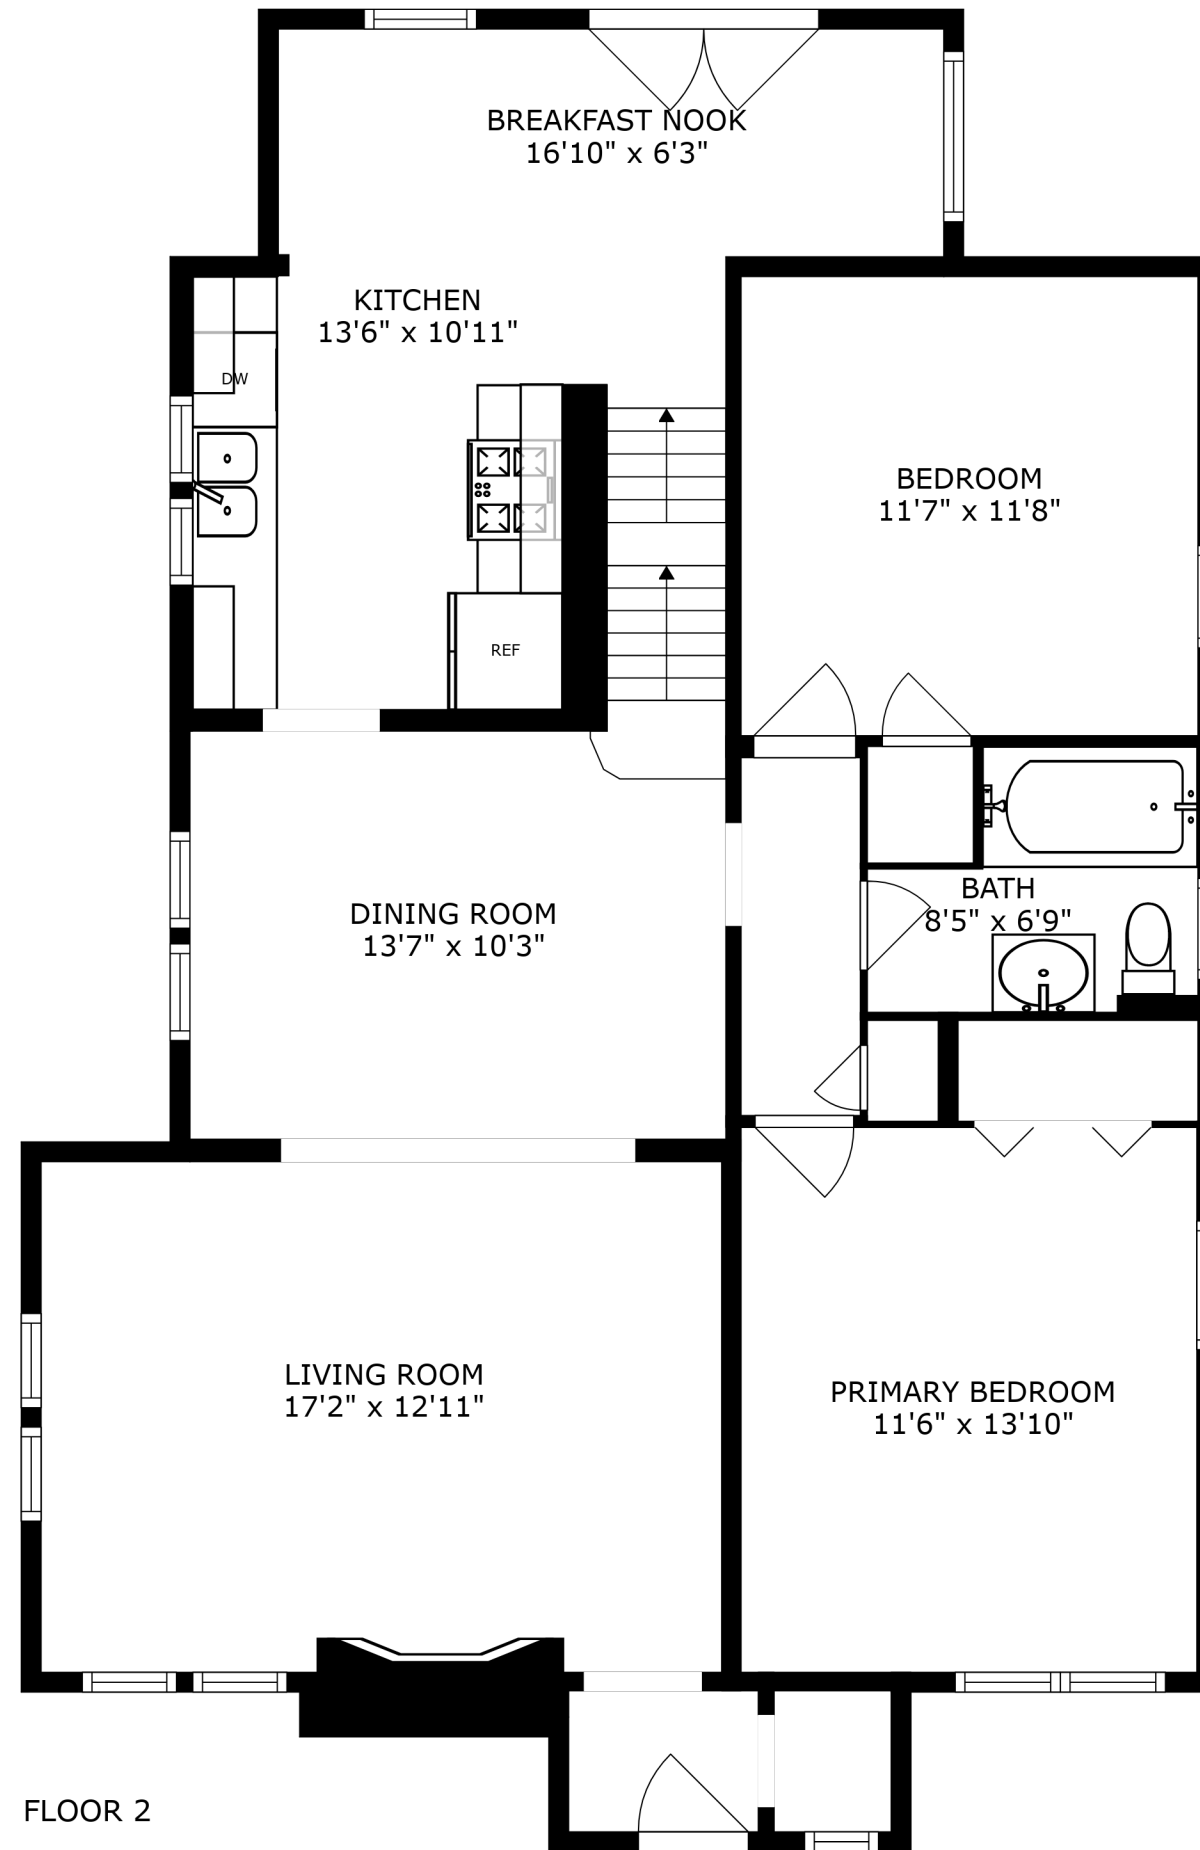 BREAKFAST NOOK
16'10" x 6'3"
KITCHEN
13'6" x 10'11"
DW
BEDROOM
11'7" x 11'8"
REF
BATH
8'5" x 6'9"
DINING ROOM
13'7" x 10'3"
LIVING ROOM
17'2" x 12'11"
PRIMARY BEDROOM
11'6" x 13'10"
FLOOR 2